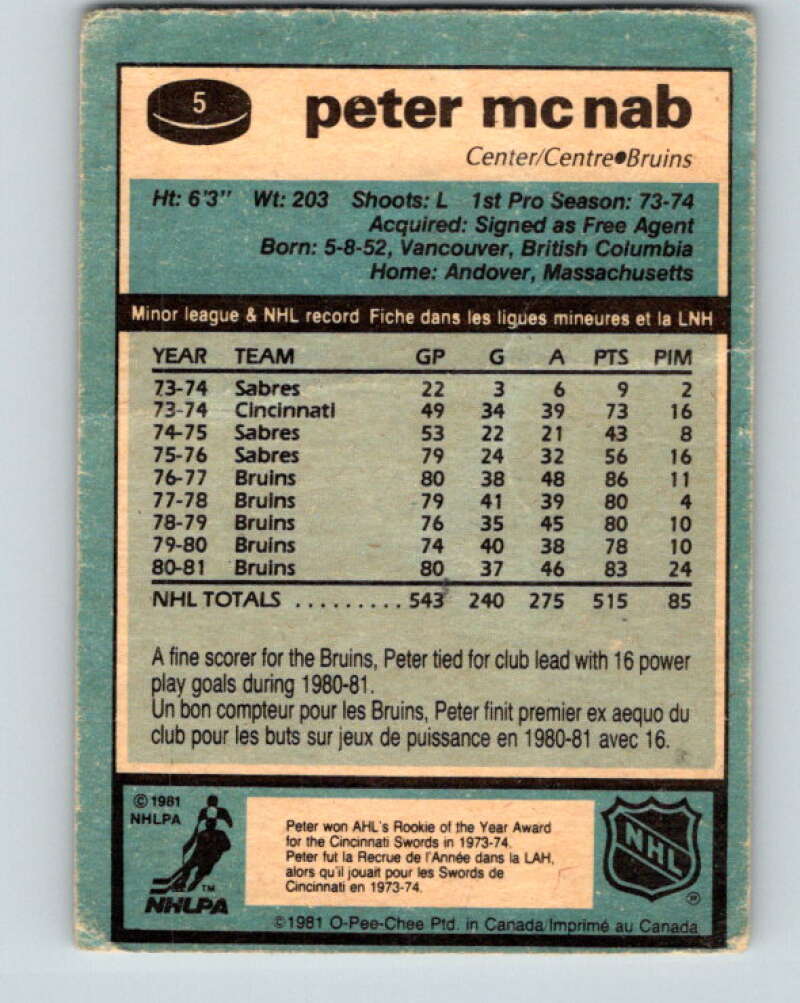 5
peter mc nab
Center/Centre•Bruins
Ht: 6'3" Wt: 203 Shoots: L 1st Pro Season: 73-74
Acquired: Signed as Free Agent
Born: 5-8-52, Vancouver, British Columbia
Home: Andover, Massachusetts
Minor league & NHL record Fiche dans les ligues mineures et la LNH
YEAR TEAM GP G A PTS PIM
73-74 Sabres 22 3 6 9 2
73-74 Cincinnati 49 34 39 73 16
74-75 Sabres 53 22 21 43 8
75-76 Sabres 79 24 32 56 16
76-77 Bruins 80 38 48 86 11
77-78 Bruins 79 41 39 80 4
78-79 Bruins 76 35 45 80 10
79-80 Bruins 74 40 38 78 10
80-81 Bruins 80 37 46 83 24
NHL TOTALS ......... 543 240 275 515 85
A fine scorer for the Bruins, Peter tied for club lead with 16 power
play goals during 1980-81.
Un bon compteur pour les Bruins, Peter finit premier ex aequo du
club pour les buts sur jeux de puissance en 1980-81 avec 16.
©1981
NHLPA
TM
NHLPA
Peter won AHL's Rookie of the Year Award
for the Cincinnati Swords in 1973-74.
Peter fut la Recrue de l'Année dans la LAH,
alors qu'il jouait pour les Swords de
Cincinnati en 1973-74.
NHL
©1981 O-Pee-Chee Ptd. in Canada/Imprimé au Canada